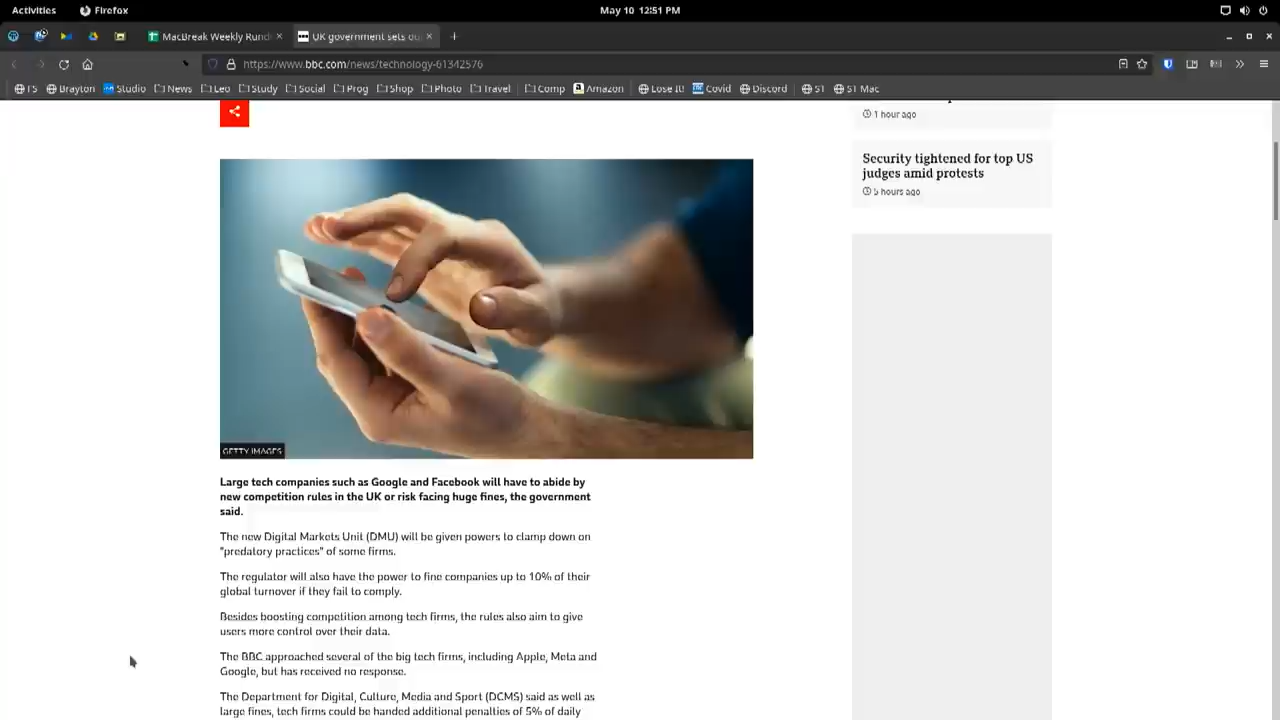 Activities Firefox May 10 12:51 PM
MacBreak Weekly Rund × UK government sets ou × +
https://www.bbc.com/news/technology-61342576
TS Brayton Studio News Leo Study Social Prog Shop Photo Travel Comp Amazon Lose It! Covid Discord S1 S1 Mac
1 hour ago
Security tightened for top US
judges amid protests
5 hours ago
GETTY IMAGES
Large tech companies such as Google and Facebook will have to abide by
new competition rules in the UK or risk facing huge fines, the government
said.
The new Digital Markets Unit (DMU) will be given powers to clamp down on
"predatory practices" of some firms.
The regulator will also have the power to fine companies up to 10% of their
global turnover if they fail to comply.
Besides boosting competition among tech firms, the rules also aim to give
users more control over their data.
The BBC approached several of the big tech firms, including Apple, Meta and
Google, but has received no response.
The Department for Digital, Culture, Media and Sport (DCMS) said as well as
large fines, tech firms could be handed additional penalties of 5% of daily